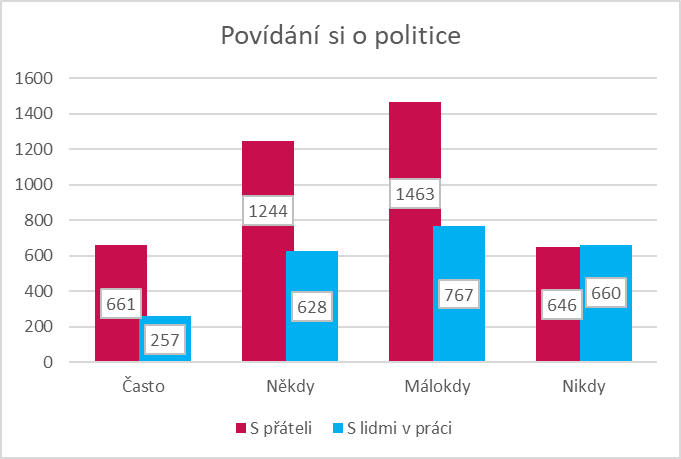 Povídání si o politice
1600
1400
1200
1000
800
600
400
200
0
661
257
1244
628
1463
767
646
660
Často
Někdy
Málokdy
Nikdy
S přáteli
S lidmi v práci